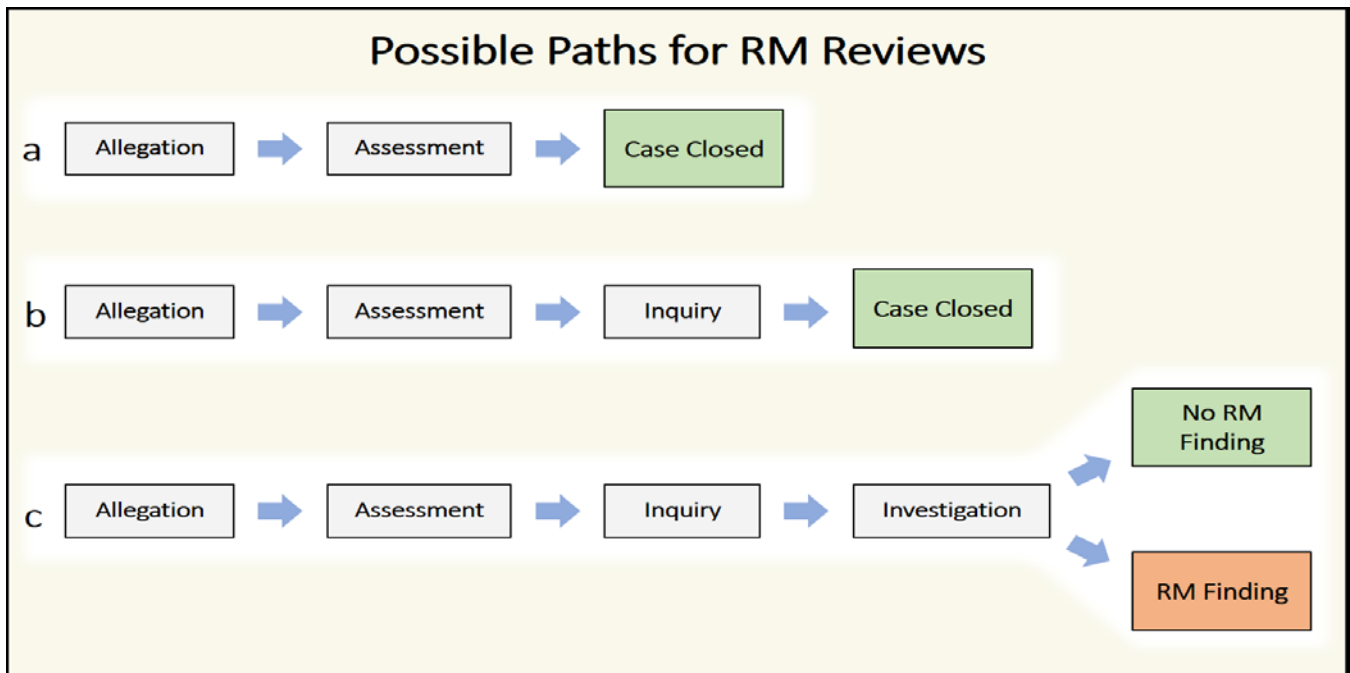 Possible Paths for RM Reviews
a Allegation Assessment Case Closed
b Allegation Assessment Inquiry Case Closed
c Allegation Assessment Inquiry Investigation
No RM
Finding
RM Finding